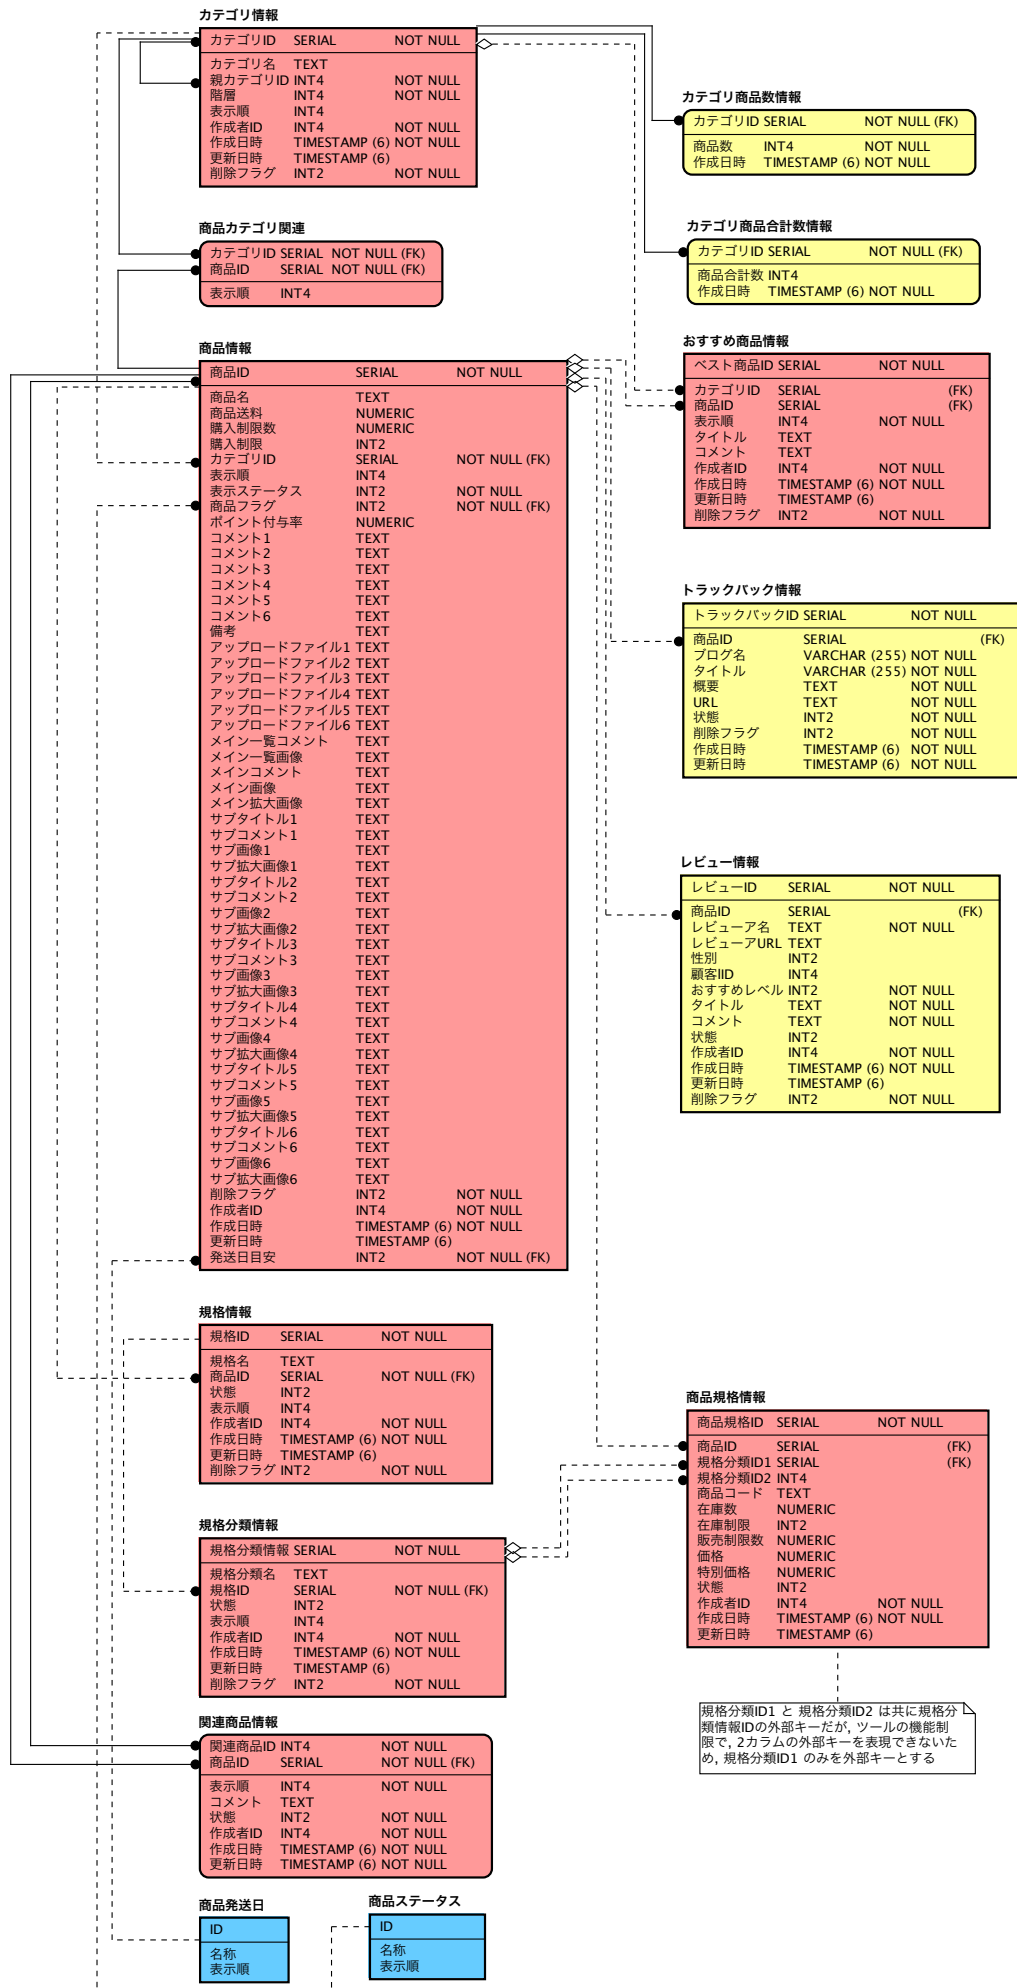 カテゴリ情報
カテゴリID SERIAL NOT NULL
カテゴリ名 TEXT
親カテゴリID INT4 NOT NULL
階層 INT4 NOT NULL
表示順 INT4
作成者ID INT4 NOT NULL
作成日時 TIMESTAMP (6) NOT NULL
更新日時 TIMESTAMP (6)
削除フラグ INT2 NOT NULL
カテゴリ商品数情報
カテゴリID SERIAL NOT NULL (FK)
商品数 INT4 NOT NULL
作成日時 TIMESTAMP (6) NOT NULL
商品カテゴリ関連
カテゴリID SERIAL NOT NULL (FK)
商品ID SERIAL NOT NULL (FK)
表示順 INT4
カテゴリ商品合計数情報
カテゴリID SERIAL NOT NULL (FK)
商品合計数 INT4
作成日時 TIMESTAMP (6) NOT NULL
商品情報
商品ID SERIAL NOT NULL
商品名 TEXT
商品送料 NUMERIC
購入制限数 NUMERIC
購入制限 INT2
カテゴリID SERIAL NOT NULL (FK)
表示順 INT4
表示ステータス INT2 NOT NULL
商品フラグ INT2 NOT NULL (FK)
ポイント付与率 NUMERIC
コメント1 TEXT
コメント2 TEXT
コメント3 TEXT
コメント4 TEXT
コメント5 TEXT
コメント6 TEXT
備考 TEXT
アップロードファイル1 TEXT
アップロードファイル2 TEXT
アップロードファイル3 TEXT
アップロードファイル4 TEXT
アップロードファイル5 TEXT
アップロードファイル6 TEXT
メイン一覧コメント TEXT
メイン一覧画像 TEXT
メインコメント TEXT
メイン画像 TEXT
メイン拡大画像 TEXT
サブタイトル1 TEXT
サブコメント1 TEXT
サブ画像1 TEXT
サブ拡大画像1 TEXT
サブタイトル2 TEXT
サブコメント2 TEXT
サブ画像2 TEXT
サブ拡大画像2 TEXT
サブタイトル3 TEXT
サブコメント3 TEXT
サブ画像3 TEXT
サブ拡大画像3 TEXT
サブタイトル4 TEXT
サブコメント4 TEXT
サブ画像4 TEXT
サブ拡大画像4 TEXT
サブタイトル5 TEXT
サブコメント5 TEXT
サブ画像5 TEXT
サブ拡大画像5 TEXT
サブタイトル6 TEXT
サブコメント6 TEXT
サブ画像6 TEXT
サブ拡大画像6 TEXT
削除フラグ INT2 NOT NULL
作成者ID INT4 NOT NULL
作成日時 TIMESTAMP (6) NOT NULL
更新日時 TIMESTAMP (6)
発送日目安 INT2 NOT NULL (FK)
おすすめ商品情報
ベスト商品ID SERIAL NOT NULL
カテゴリID SERIAL (FK)
商品ID SERIAL (FK)
表示順 INT4 NOT NULL
タイトル TEXT
コメント TEXT
作成者ID INT4 NOT NULL
作成日時 TIMESTAMP (6) NOT NULL
更新日時 TIMESTAMP (6)
削除フラグ INT2 NOT NULL
トラックバック情報
トラックバックID SERIAL NOT NULL
商品ID SERIAL (FK)
ブログ名 VARCHAR (255) NOT NULL
タイトル VARCHAR (255) NOT NULL
概要 TEXT NOT NULL
URL TEXT NOT NULL
状態 INT2 NOT NULL
削除フラグ INT2 NOT NULL
作成日時 TIMESTAMP (6) NOT NULL
更新日時 TIMESTAMP (6) NOT NULL
レビュー情報
レビューID SERIAL NOT NULL
商品ID SERIAL (FK)
レビューア名 TEXT NOT NULL
レビューアURL TEXT
性別 INT2
顧客IID INT4
おすすめレベル INT2 NOT NULL
タイトル TEXT NOT NULL
コメント TEXT NOT NULL
状態 INT2
作成者ID INT4 NOT NULL
作成日時 TIMESTAMP (6) NOT NULL
更新日時 TIMESTAMP (6)
削除フラグ INT2 NOT NULL
規格情報
規格ID SERIAL NOT NULL
規格名 TEXT
商品ID SERIAL NOT NULL (FK)
状態 INT2
表示順 INT4
作成者ID INT4 NOT NULL
作成日時 TIMESTAMP (6) NOT NULL
更新日時 TIMESTAMP (6)
削除フラグ INT2 NOT NULL
商品規格情報
商品規格ID SERIAL NOT NULL
商品ID SERIAL (FK)
規格分類ID1 SERIAL (FK)
規格分類ID2 INT4
商品コード TEXT
在庫数 NUMERIC
在庫制限 INT2
販売制限数 NUMERIC
価格 NUMERIC
特別価格 NUMERIC
状態 INT2
作成者ID INT4 NOT NULL
作成日時 TIMESTAMP (6) NOT NULL
更新日時 TIMESTAMP (6)
規格分類情報
規格分類情報 SERIAL NOT NULL
規格分類名 TEXT
規格ID SERIAL NOT NULL (FK)
状態 INT2
表示順 INT4
作成者ID INT4 NOT NULL
作成日時 TIMESTAMP (6) NOT NULL
更新日時 TIMESTAMP (6)
削除フラグ INT2 NOT NULL
規格分類ID1 と 規格分類ID2 は共に規格分
類情報IDの外部キーだが, ツールの機能制
限で, 2カラムの外部キーを表現できないた
め, 規格分類ID1 のみを外部キーとする
関連商品情報
関連商品ID INT4 NOT NULL
商品ID SERIAL NOT NULL (FK)
表示順 INT4 NOT NULL
コメント TEXT
状態 INT2 NOT NULL
作成者ID INT4 NOT NULL
作成日時 TIMESTAMP (6) NOT NULL
更新日時 TIMESTAMP (6) NOT NULL
商品発送日
ID
名称
表示順
商品ステータス
ID
名称
表示順